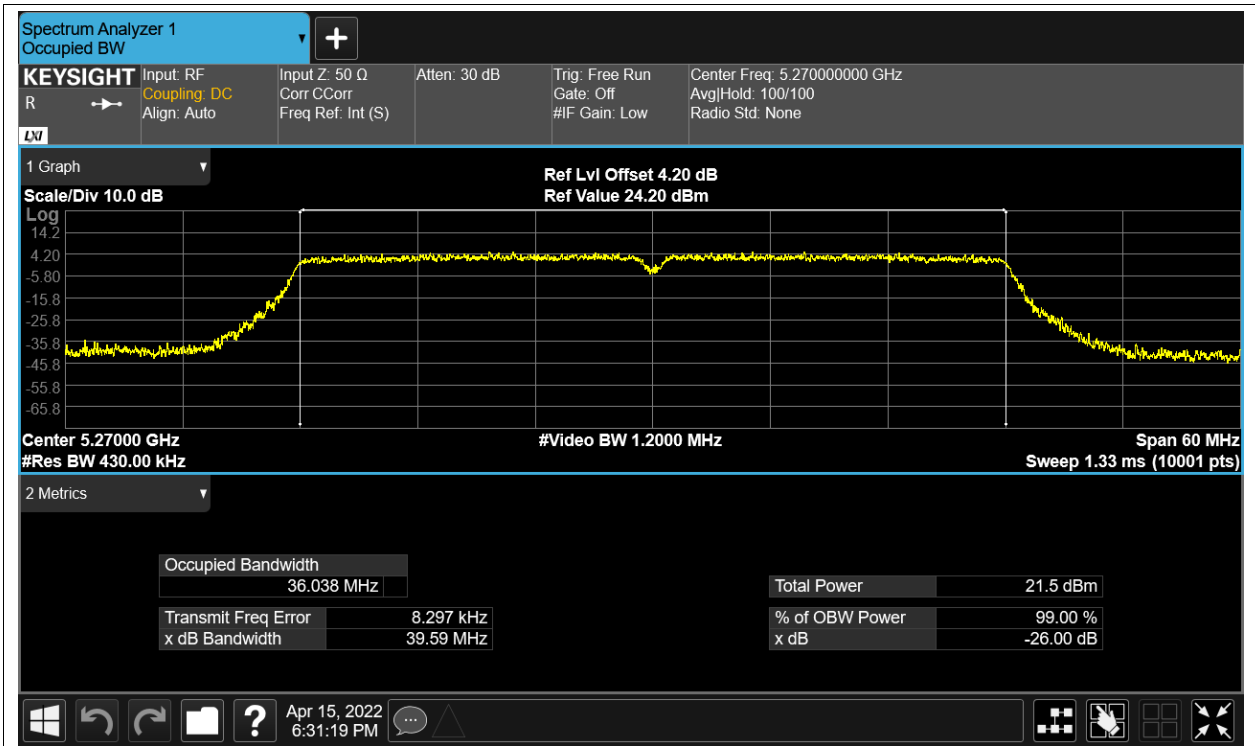 Spectrum Analyzer 1
Occupied BW
KEYSIGHT
R
LXI
Input: RF
Coupling: DC
Align: Auto
Input Z: 50 Ω
Corr CCorr
Freq Ref: Int (S)
Atten: 30 dB
Trig: Free Run
Gate: Off
#IF Gain: Low
Center Freq: 5.270000000 GHz
Avg|Hold: 100/100
Radio Std: None
1 Graph
Scale/Div 10.0 dB
Ref Lvl Offset 4.20 dB
Ref Value 24.20 dBm
Log
14.2
4.20
-5.80
-15.8
-25.8
-35.8
-45.8
-55.8
-65.8
Center 5.27000 GHz
#Video BW 1.2000 MHz
Span 60 MHz
#Res BW 430.00 kHz
Sweep 1.33 ms (10001 pts)
2 Metrics
Occupied Bandwidth
36.038 MHz
Transmit Freq Error 8.297 kHz
x dB Bandwidth 39.59 MHz
Total Power 21.5 dBm
% of OBW Power 99.00 %
x dB -26.00 dB
?
Apr 15, 2022
6:31:19 PM